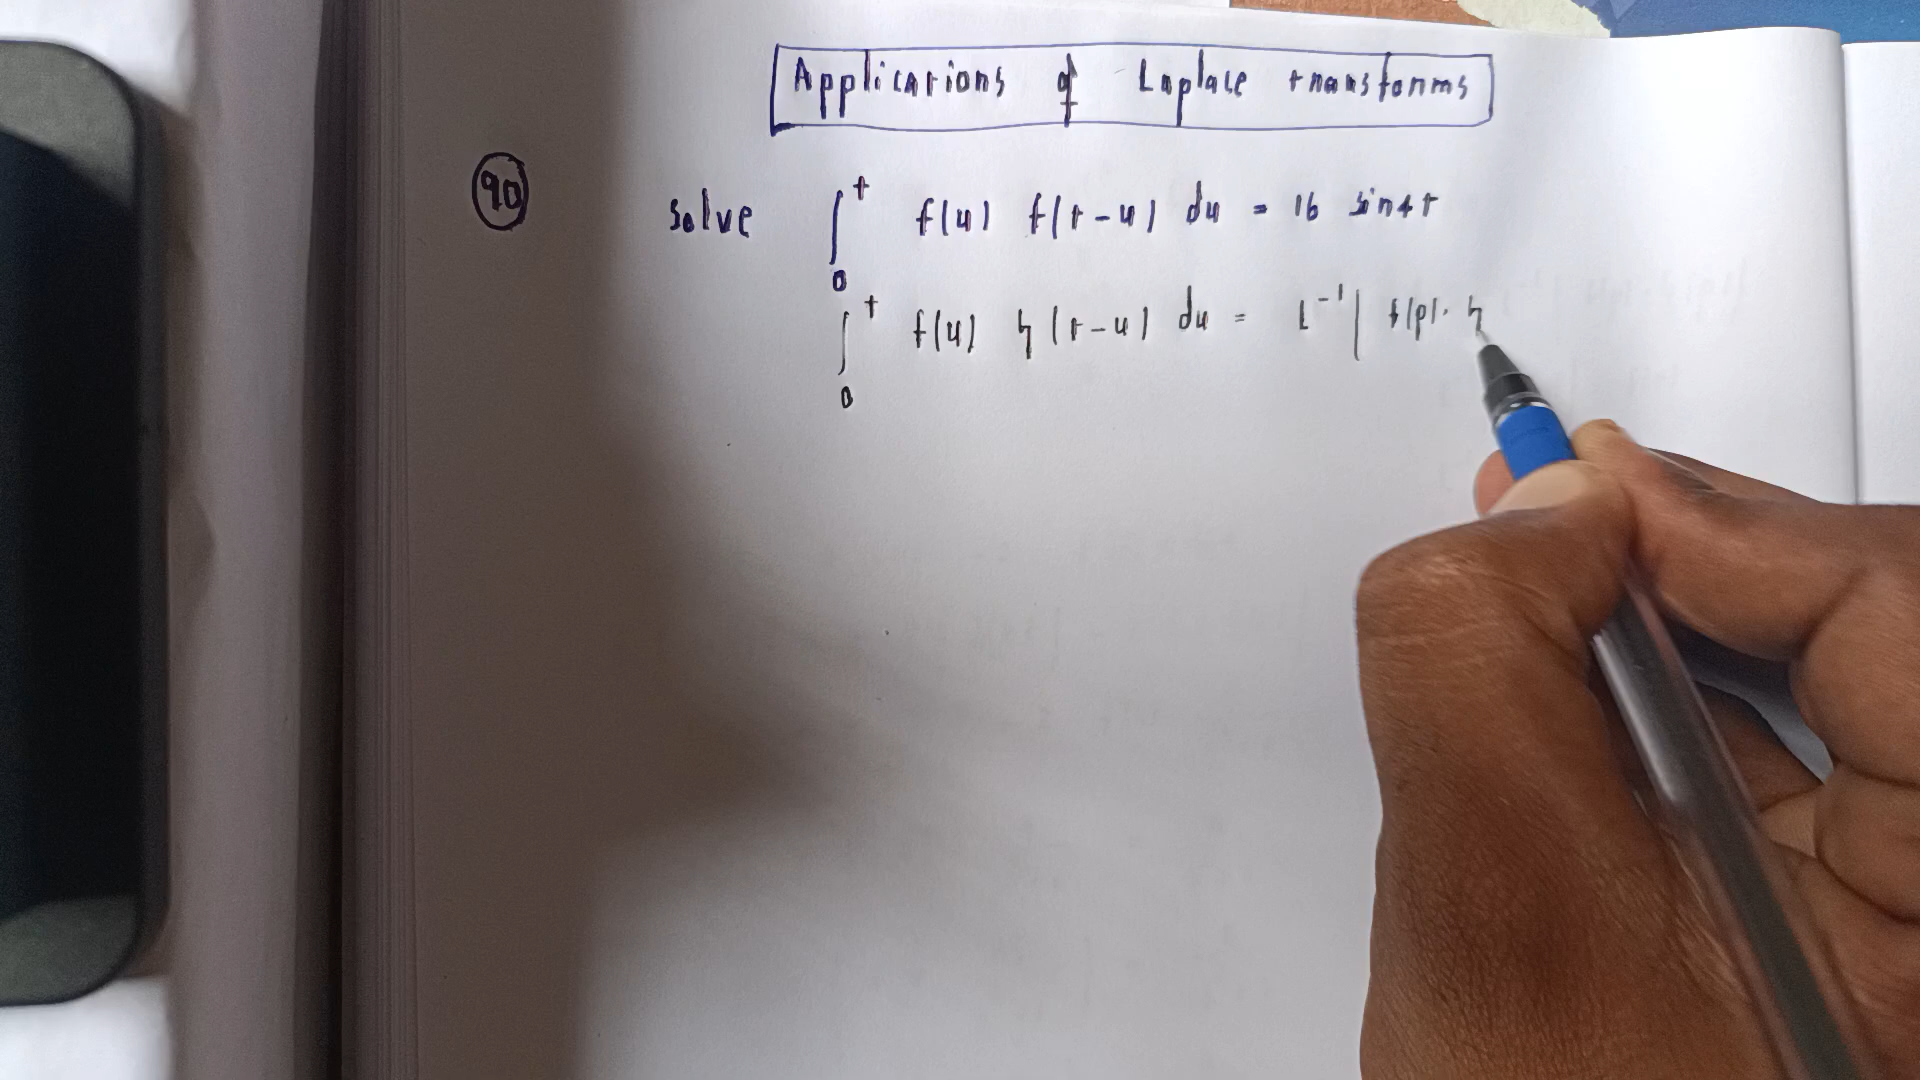 Applications of Laplace transforms
90 Solve ∫₀ᵗ f(u) f(t-u) du = 16 sin4t
∫₀ᵗ f(u) g(t-u) du = L⁻¹| f(p). g